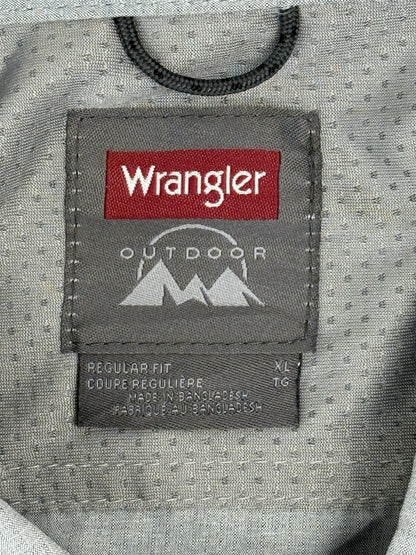 Wrangler
OUTDOOR
REGULAR FIT XL
COUPE RÉGULIÈRE TG
MADE IN BANGLADESH
FABRIQUÉ AU BANGLADESH